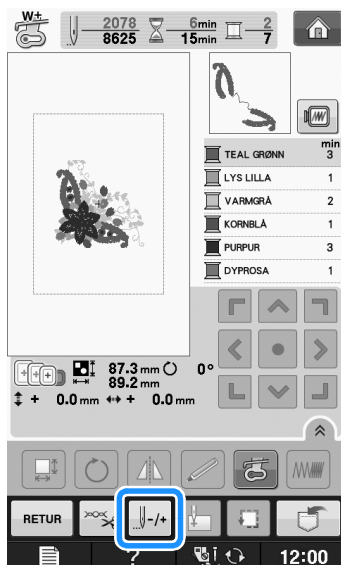 W+
2078 6min 2
8625 15min 7
min
TEAL GRØNN 3
LYS LILLA 1
VARMGRÅ 2
KORNBLÅ 1
PURPUR 3
DYPROSA 1
87.3 mm 0°
89.2 mm
+ 0.0 mm + 0.0 mm
RETUR -/+
? 12:00